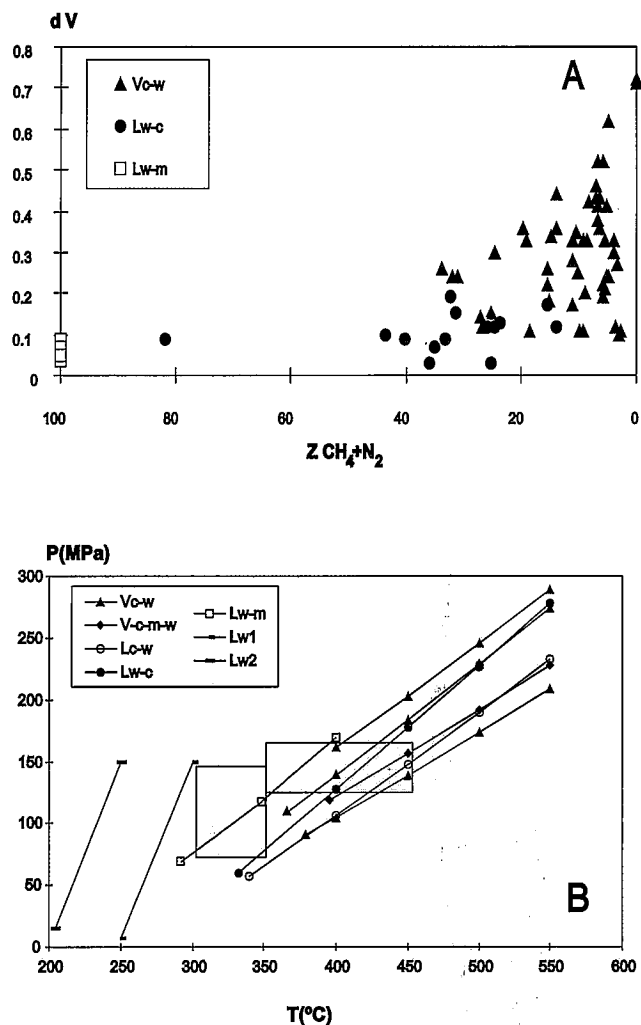 d V
0.8
0.7
0.6
0.5
0.4
0.3
0.2
0.1
0
Vc-w
Lw-c
Lw-m
A
100 80 60 40 20 0
Z CH₄+N₂
P(MPa)
300
250
200
150
100
50
0
Vc-w
V-c-m-w
Lc-w
Lw-c
Lw-m
Lw1
Lw2
B
200 250 300 350 400 450 500 550 600
T(ºC)